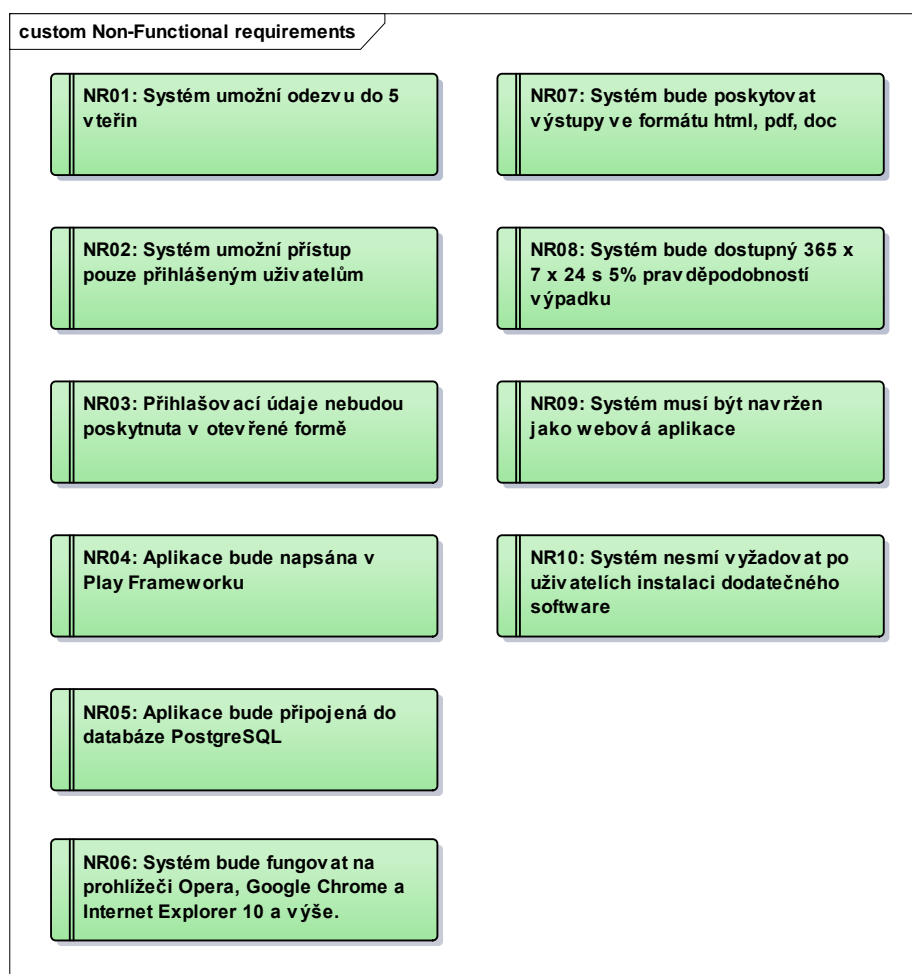 custom Non-Functional requirements
NR01: Systém umožní odezvu do 5
vteřin
NR02: Systém umožní přístup
pouze přihlášeným uživatelům
NR03: Přihlašovací údaje nebudou
poskytnuta v otevřené formě
NR04: Aplikace bude napsána v
Play Frameworku
NR05: Aplikace bude připojená do
databáze PostgreSQL
NR06: Systém bude fungovat na
prohlížeči Opera, Google Chrome a
Internet Explorer 10 a výše.
NR07: Systém bude poskytovat
výstupy ve formátu html, pdf, doc
NR08: Systém bude dostupný 365 x
7 x 24 s 5% pravděpodobností
výpadku
NR09: Systém musí být navržen
jako webová aplikace
NR10: Systém nesmí vyžadovat po
uživatelích instalaci dodatečného
software